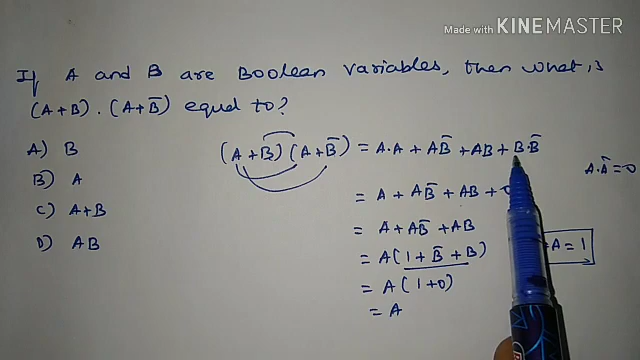 Made with KINEMASTER
If A and B are Boolean Variables, then what is
(A+B) . (A+B̅) equal to?
A) B
B) A
C) A+B
D) AB
(A+B)(A+B̅) = A·A + AB̅ + AB + B·B̅
= A + AB̅ + AB + 0
= A + AB̅ + AB
= A(1+B̅+B)
= A(1+0)
= A
A·A̅=0
+A=1